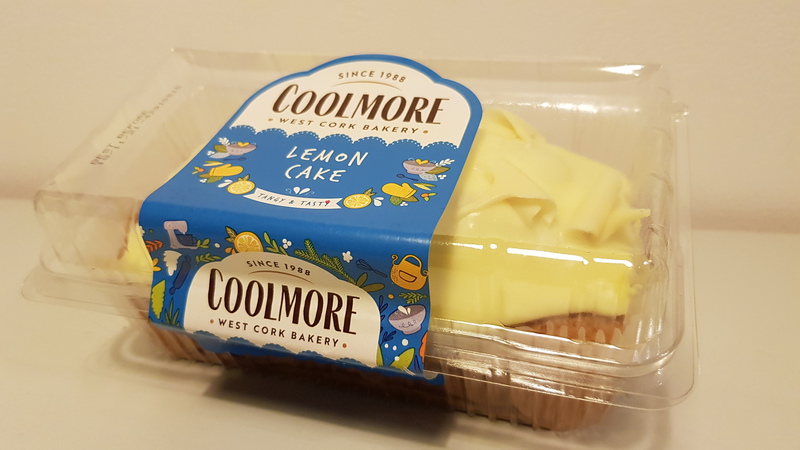 SINCE 1988
COOLMORE
WEST CORK BAKERY
LEMON
CAKE
TANGY & TASTY
SINCE 1988
COOLMORE
WEST CORK BAKERY